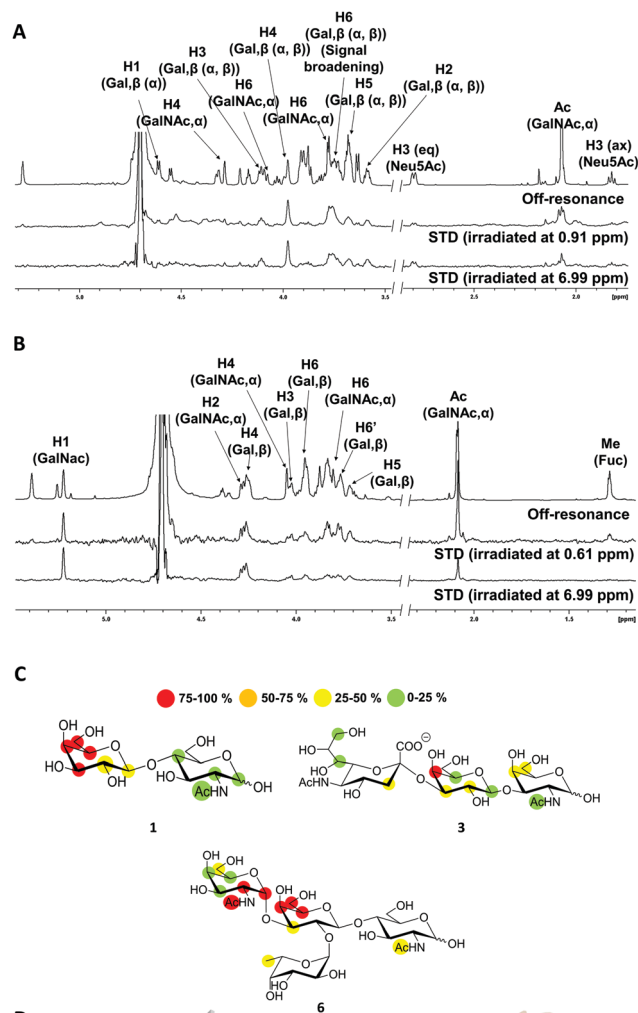 A
H6
(Gal,β (α, β))
(Signal
broadening)
H4
(Gal,β (α, β))
H3
(Gal,β (α, β))
H1
(Gal,β (α))
H6
(GalNAc,α)
H5
(Gal,β (α, β))
H2
(Gal,β (α, β))
H4
(GalNAc,α)
H6
(GalNAc,α)
Ac
(GalNAc,α)
H3 (eq)
(Neu5Ac)
H3 (ax)
(Neu5Ac)
Off-resonance
STD (irradiated at 0.91 ppm)
STD (irradiated at 6.99 ppm)
5.0 4.5 4.0 3.5 2.5 2.0 [ppm]
B
H4
(GalNAc,α)
H6
(Gal,β)
H3
(Gal,β)
H6
(GalNAc,α)
H2
(GalNAc,α)
H4
(Gal,β)
H6’
(Gal,β)
H5
(Gal,β)
H1
(GalNac)
Ac
(GalNAc,α)
Me
(Fuc)
Off-resonance
STD (irradiated at 0.61 ppm)
STD (irradiated at 6.99 ppm)
5.0 4.5 4.0 3.5 2.0 1.5 [ppm]
C
75-100 % 50-75 % 25-50 % 0-25 %
OH OH
O
HO
OH
O
OH
O
HO
AcHN
OH
1
OH
OH
HO
AcHN
HO
COO⊖
O
O
OH OH
O
OH
O
OH OH
O
AcHN
OH
3
OH OH
O
HO
AcHN
O
OH OH
O
O
O
OH
O
HO
AcHN
OH
O
OH
HO
OH
6